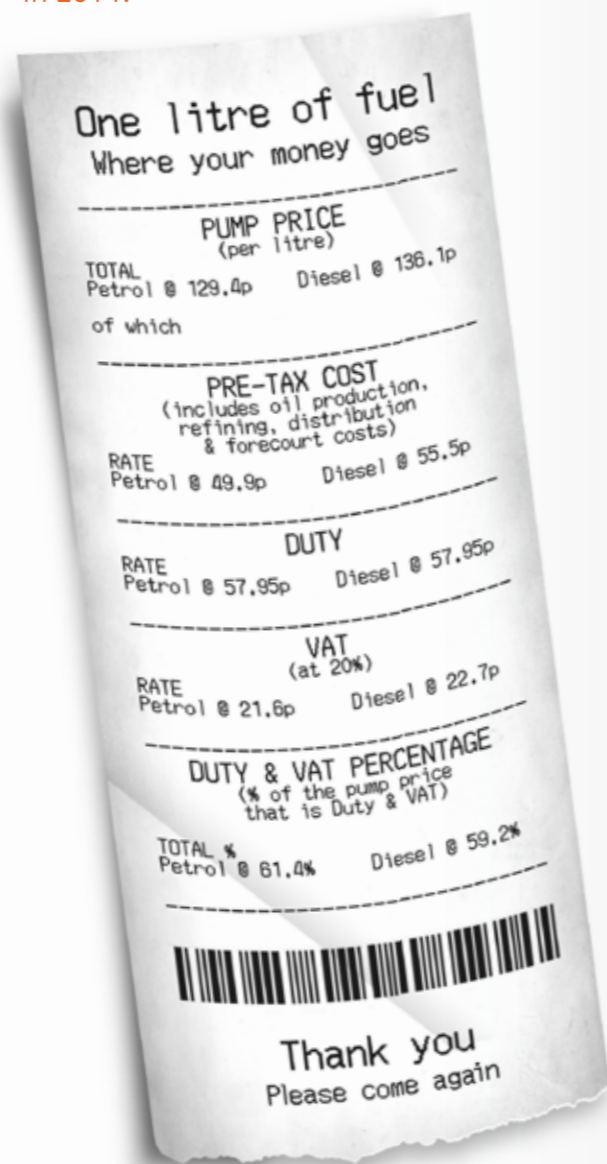 One litre of fuel
Where your money goes
PUMP PRICE
(per litre)
TOTAL
Petrol @ 129.4p Diesel @ 136.1p
of which
PRE-TAX COST
(includes oil production,
refining, distribution
& forecourt costs)
RATE
Petrol @ 49.9p Diesel @ 55.5p
DUTY
RATE
Petrol @ 57.95p Diesel @ 57.95p
VAT
(at 20%)
RATE
Petrol @ 21.6p Diesel @ 22.7p
DUTY & VAT PERCENTAGE
(% of the pump price
that is Duty & VAT)
TOTAL %
Petrol @ 61.4% Diesel @ 59.2%
Thank you
Please come again